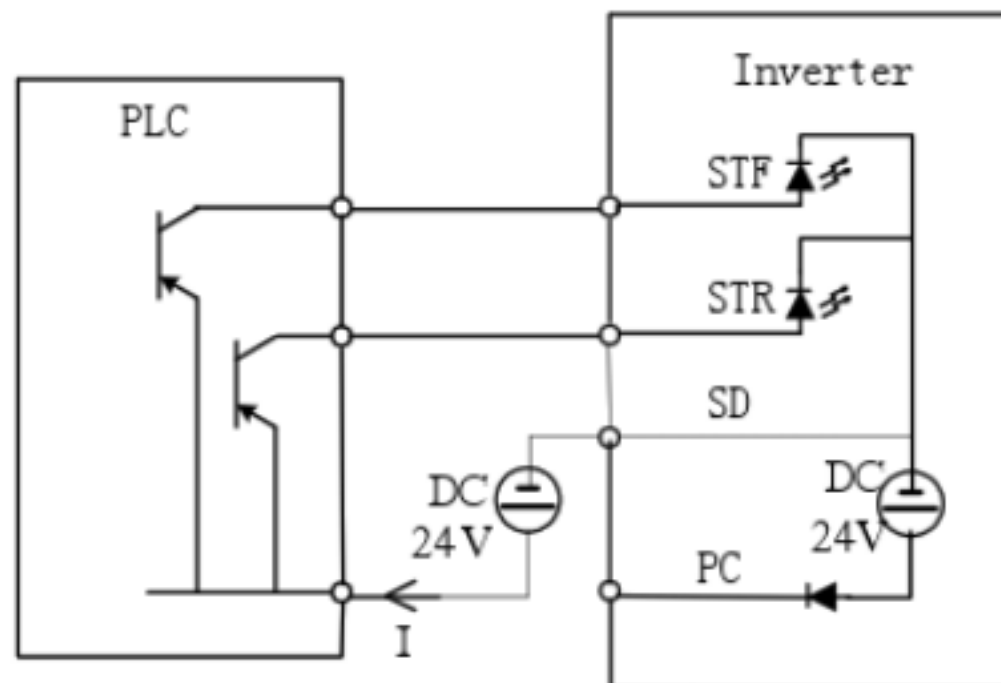 Inverter
PLC
STF
STR
SD
DC
24V
DC
24V
PC
I